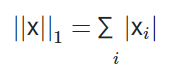 ||x||₁ = ∑ᵢ |xᵢ|